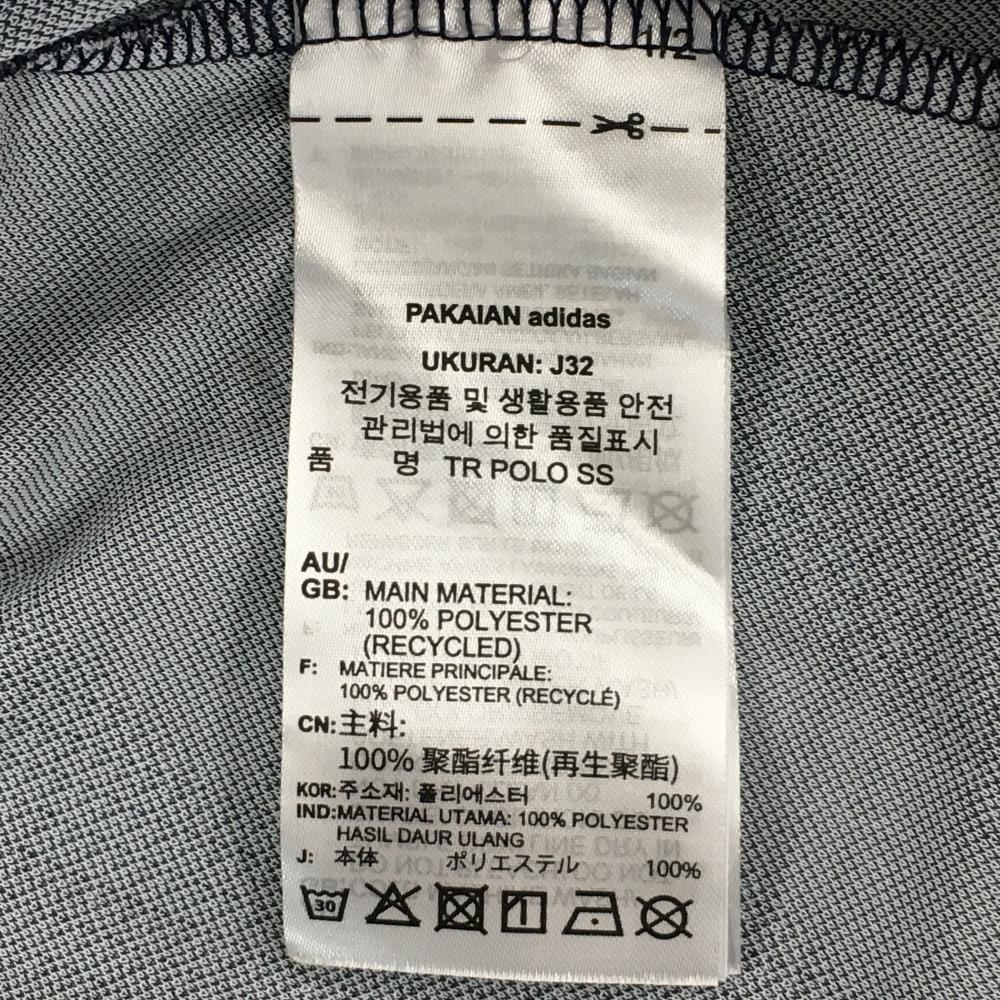 1/2
PAKAIAN adidas
UKURAN: J32
전기용품 및 생활용품 안전
관리법에 의한 품질표시
품 명 TR POLO SS
AU/
GB: MAIN MATERIAL:
100% POLYESTER
(RECYCLED)
F: MATIERE PRINCIPALE:
100% POLYESTER (RECYCLÉ)
CN: 主料:
100% 聚酯纤维(再生聚酯)
KOR: 주소재: 폴리에스터 100%
IND: MATERIAL UTAMA: 100% POLYESTER
HASIL DAUR ULANG
J: 本体 ポリエステル 100%
30